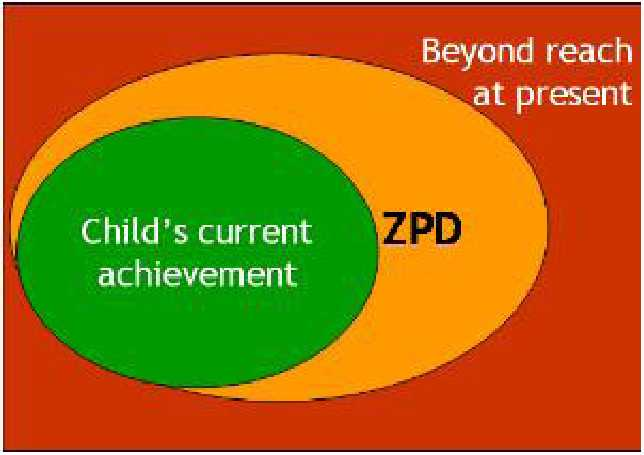 Beyond reach
at present
Child's current
achievement
ZPD